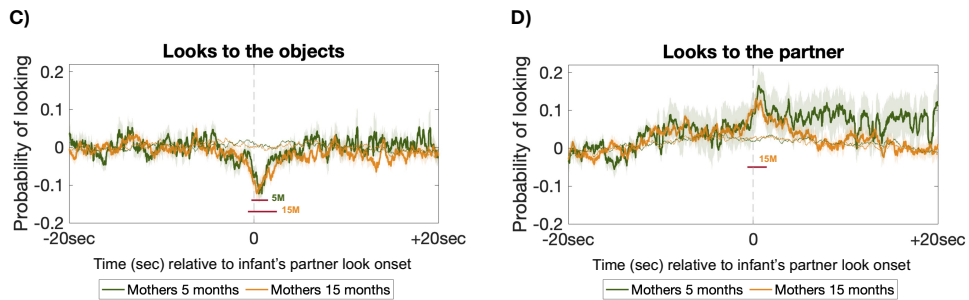 C)
Looks to the objects
Probability of looking
0.2
0.1
0
-0.1
-0.2
5M
15M
-20sec
0
+20sec
Time (sec) relative to infant's partner look onset
Mothers 5 months
Mothers 15 months
D)
Looks to the partner
Probability of looking
0.2
0.1
0
-0.1
-0.2
15M
-20sec
0
+20sec
Time (sec) relative to infant's partner look onset
Mothers 5 months
Mothers 15 months